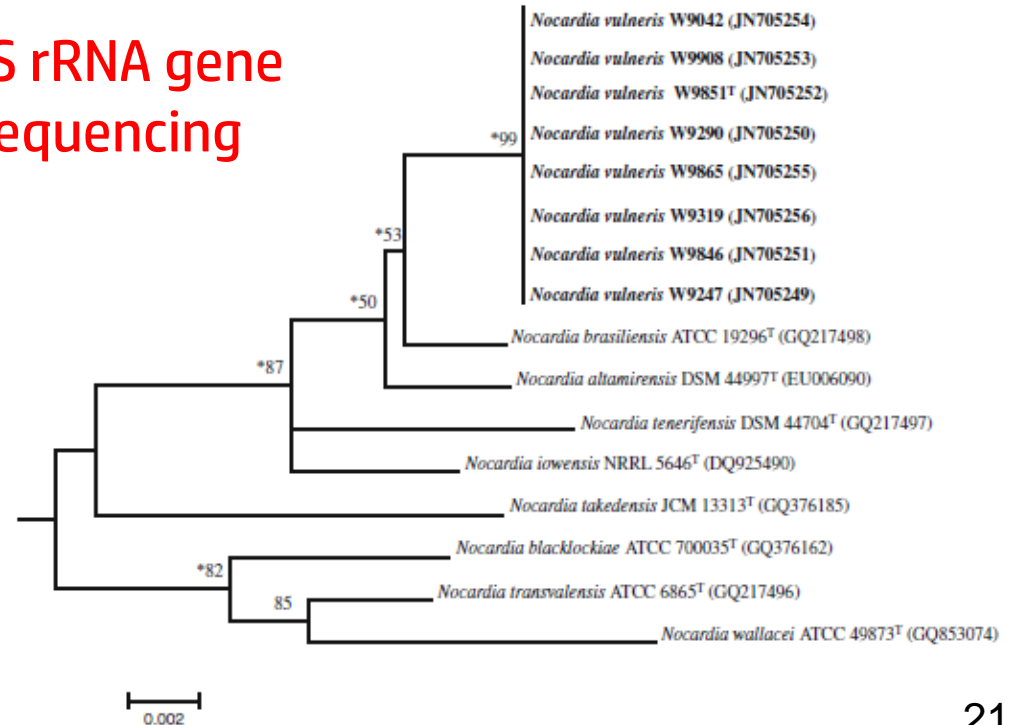 S rRNA gene
equencing
Nocardia vulneris W9042 (JN705254)
Nocardia vulneris W9908 (JN705253)
Nocardia vulneris W9851ᵀ (JN705252)
*99
Nocardia vulneris W9290 (JN705250)
Nocardia vulneris W9865 (JN705255)
Nocardia vulneris W9319 (JN705256)
*53
Nocardia vulneris W9846 (JN705251)
Nocardia vulneris W9247 (JN705249)
*50
Nocardia brasiliensis ATCC 19296ᵀ (GQ217498)
*87
Nocardia altamirensis DSM 44997ᵀ (EU006090)
Nocardia tenerifensis DSM 44704ᵀ (GQ217497)
Nocardia iowensis NRRL 5646ᵀ (DQ925490)
Nocardia takedensis JCM 13313ᵀ (GQ376185)
Nocardia blacklockiae ATCC 700035ᵀ (GQ376162)
*82
Nocardia transvalensis ATCC 6865ᵀ (GQ217496)
85
Nocardia wallacei ATCC 49873ᵀ (GQ853074)
0.002
21